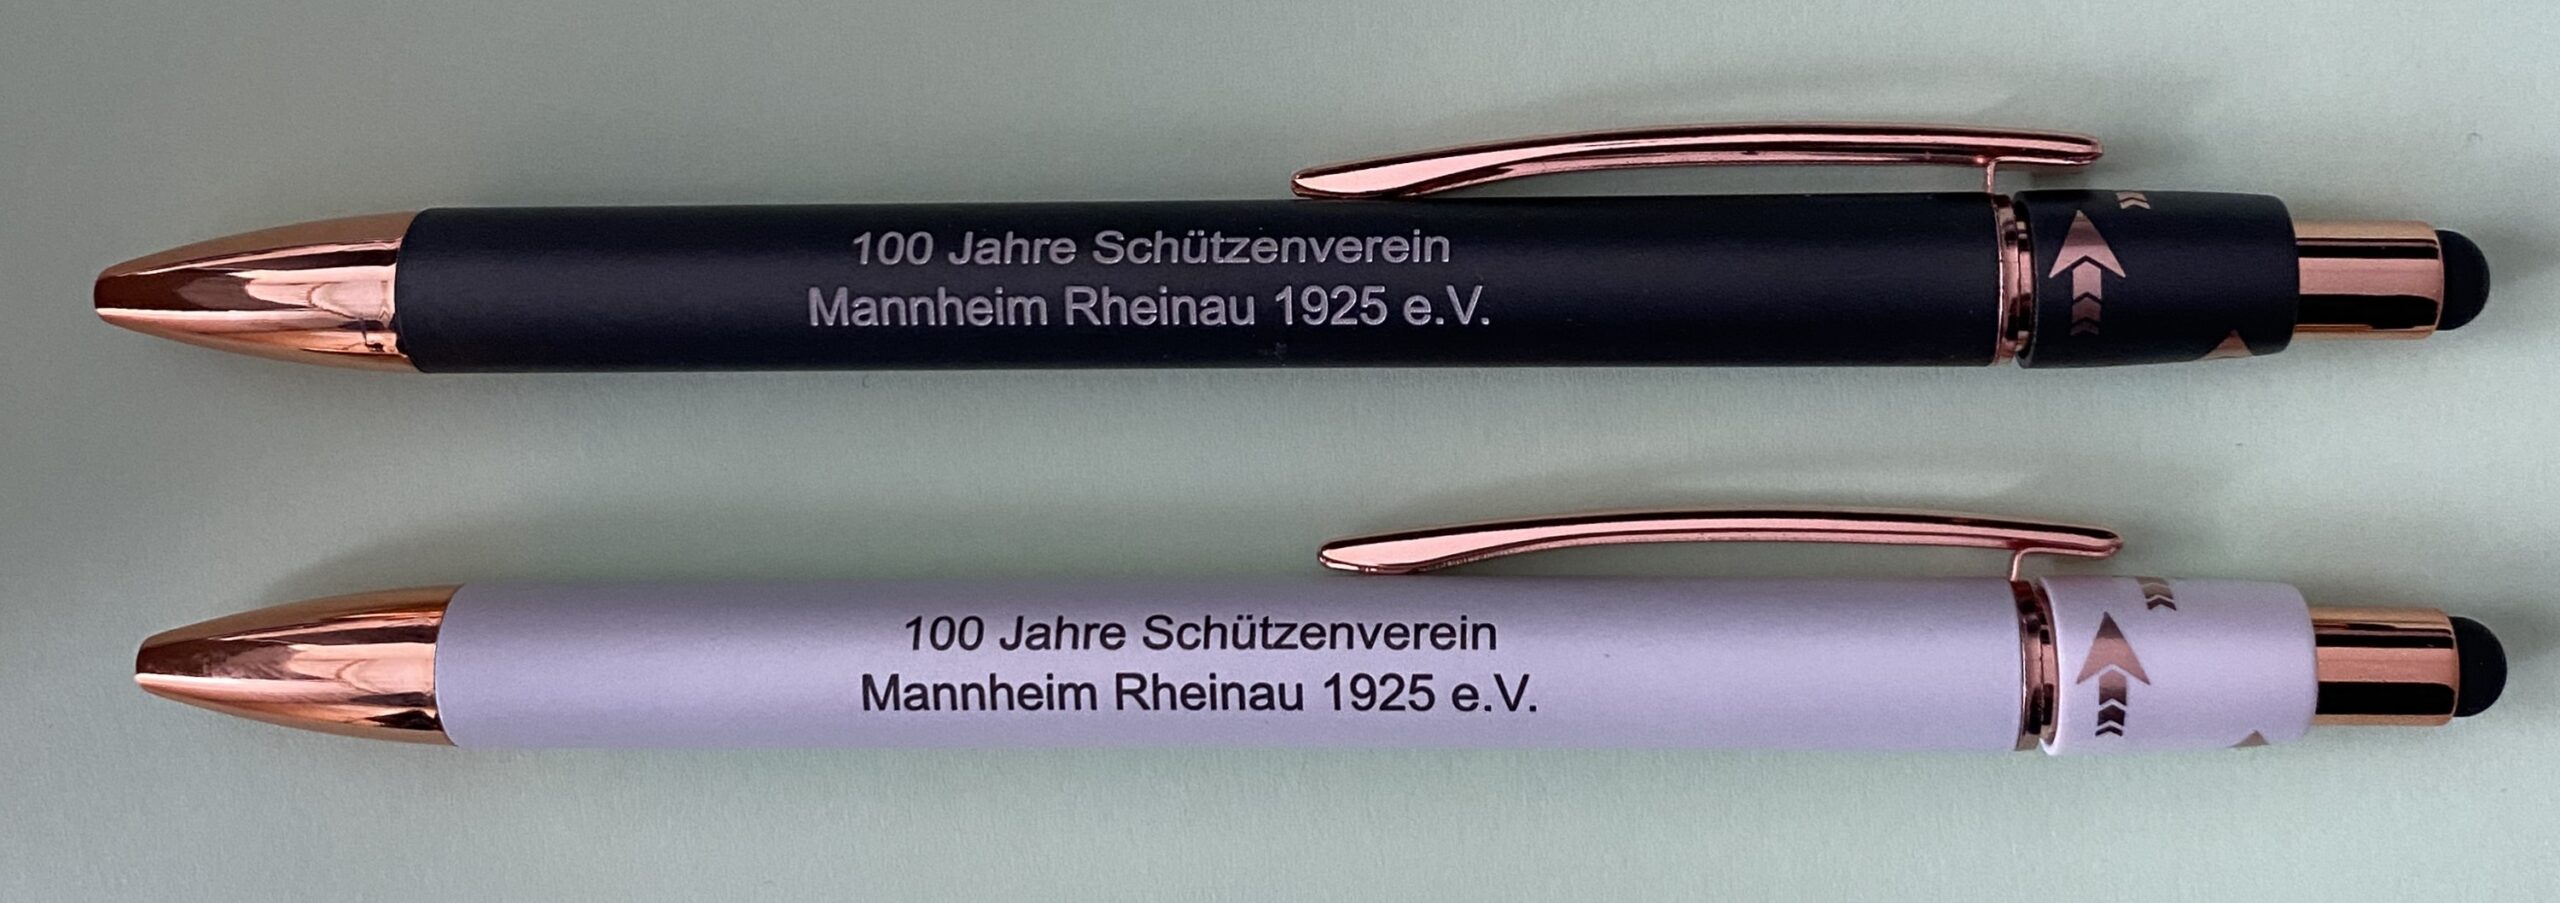 100 Jahre Schützenverein
Mannheim Rheinau 1925 e.V.
100 Jahre Schützenverein
Mannheim Rheinau 1925 e.V.